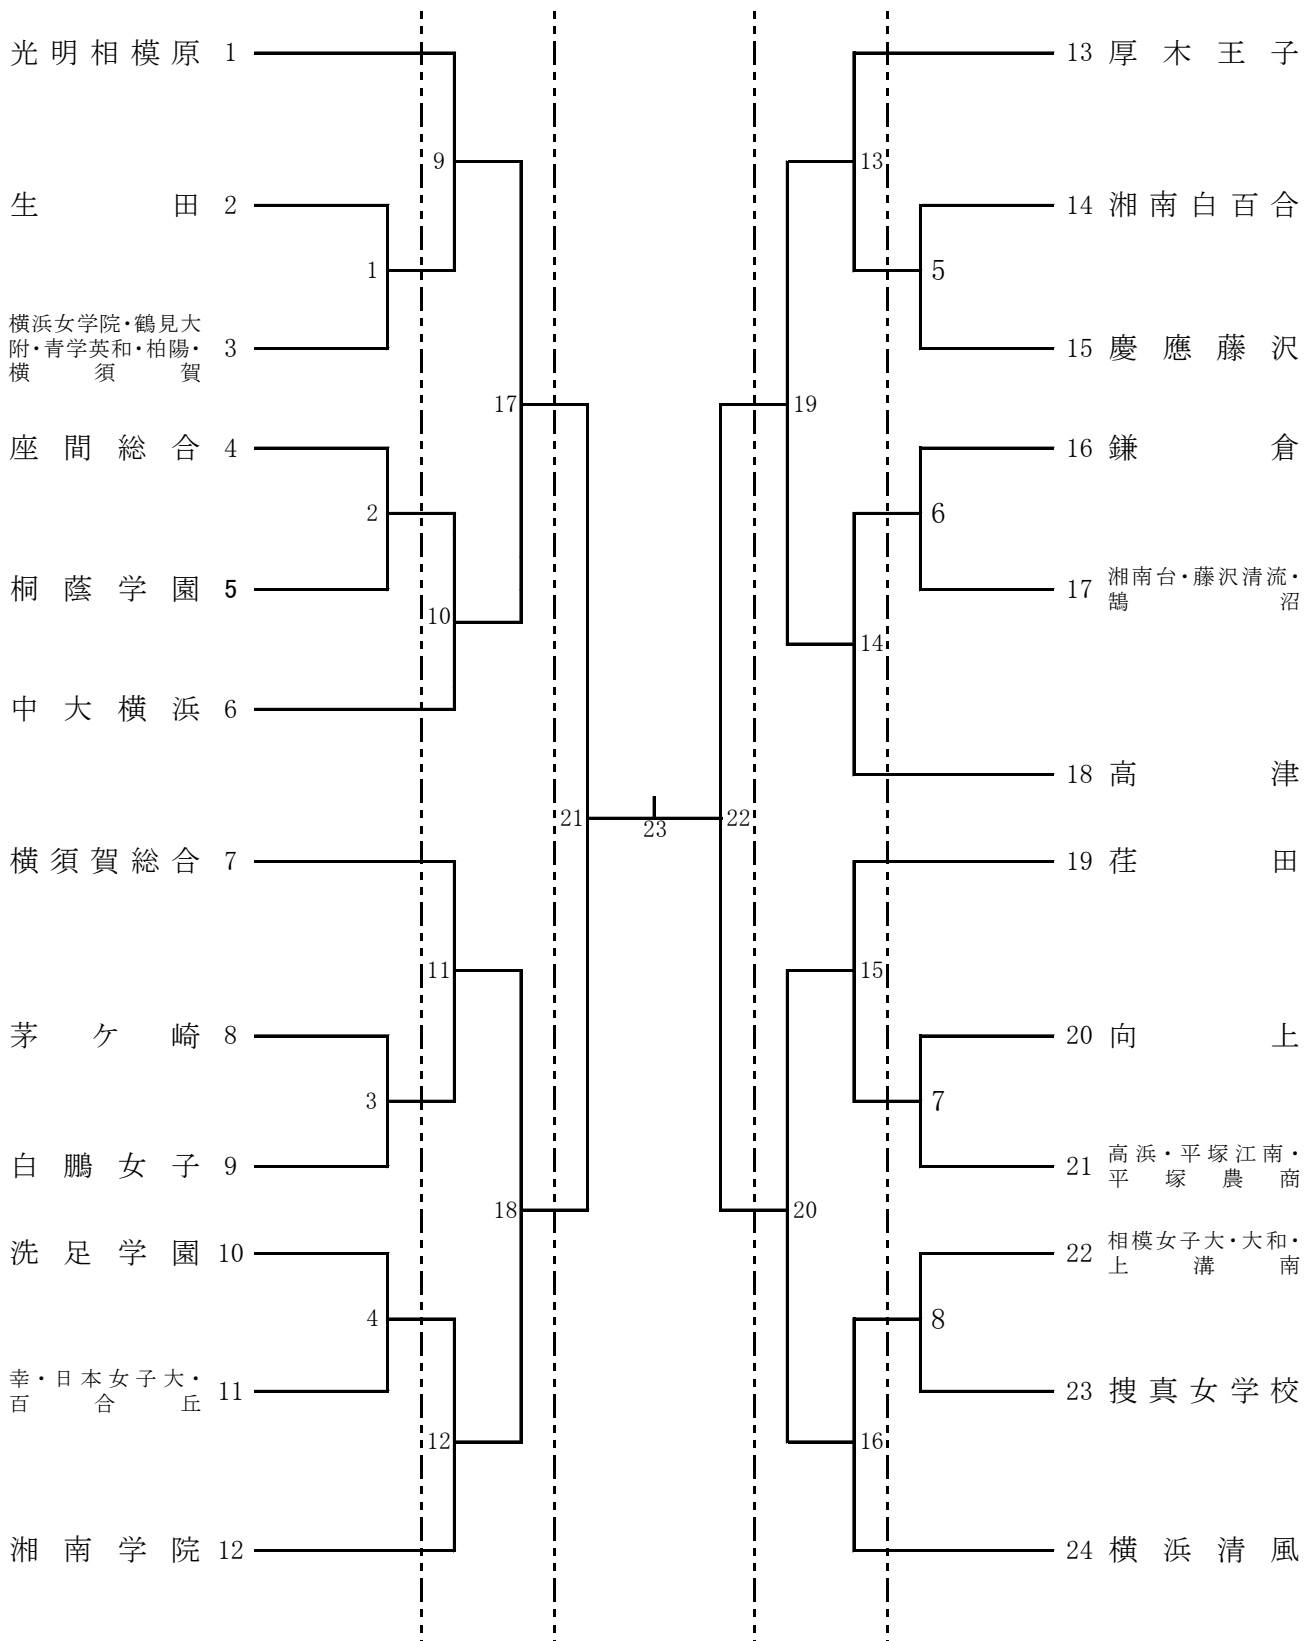 光明相模原 1
生田 2
横浜女学院・鶴見大
附・青学英和・柏陽・
横須賀
3
座間総合 4
桐蔭学園 5
中大横浜 6
横須賀総合 7
茅ケ崎 8
白鵬女子 9
洗足学園 10
幸・日本女子大・
百合丘
11
湘南学院 12
9
1
17
2
10
21
11
3
18
4
12
23
13
5
19
6
14
22
15
7
20
8
16
13 厚木王子
14 湘南白百合
15 慶應藤沢
16 鎌倉
17
湘南台・藤沢清流・
鵠沼
18 高津
19 荏田
20 向上
21
高浜・平塚江南・
平塚農商
22
相模女子大・大和・
上溝南
23 捜真女学校
24 横浜清風